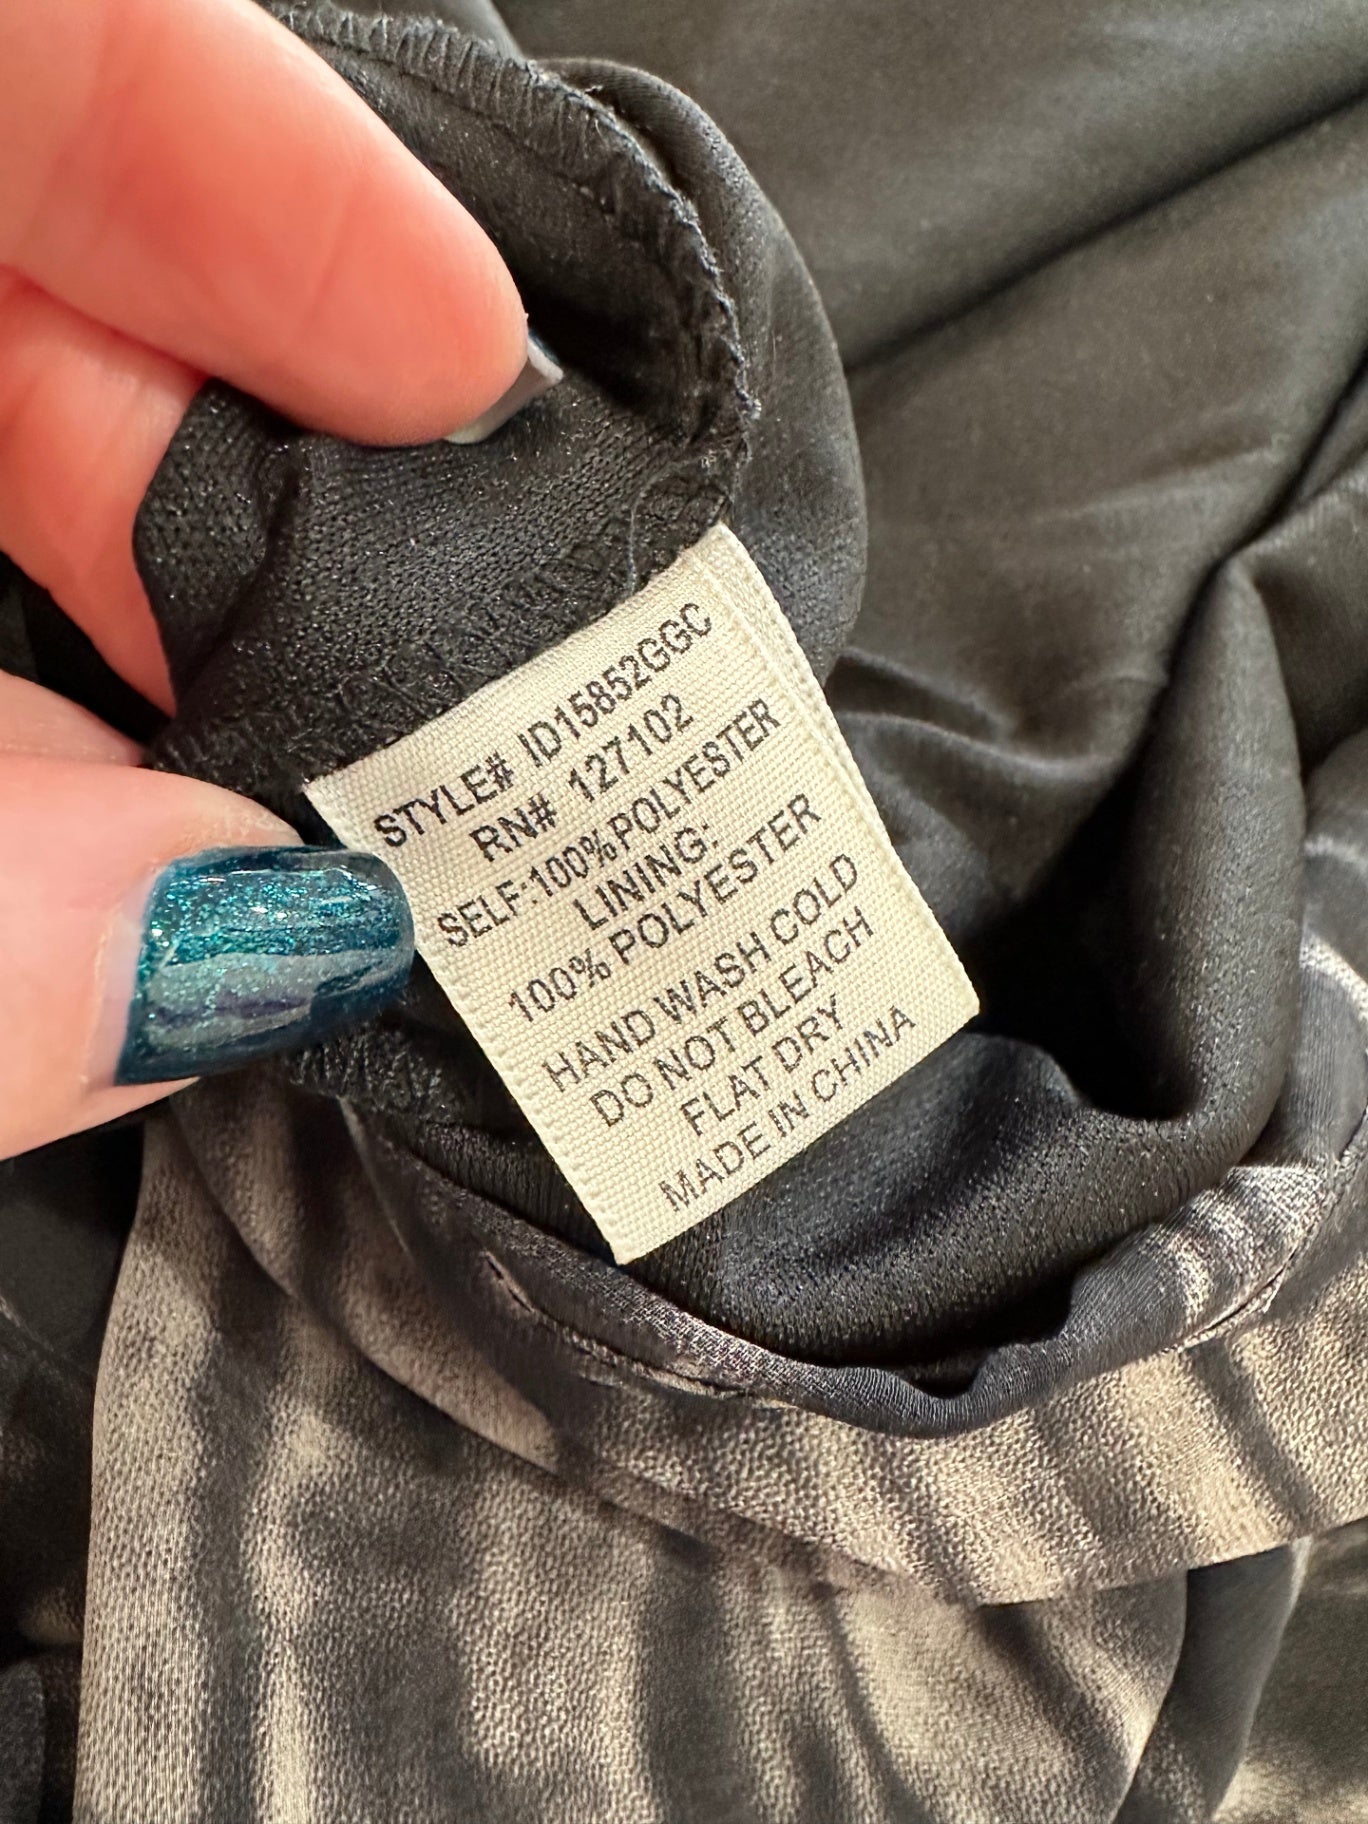 STYLE# ID15852GGC
RN# 127102
SELF:100%POLYESTER
LINING:
100% POLYESTER
HAND WASH COLD
DO NOT BLEACH
FLAT DRY
MADE IN CHINA